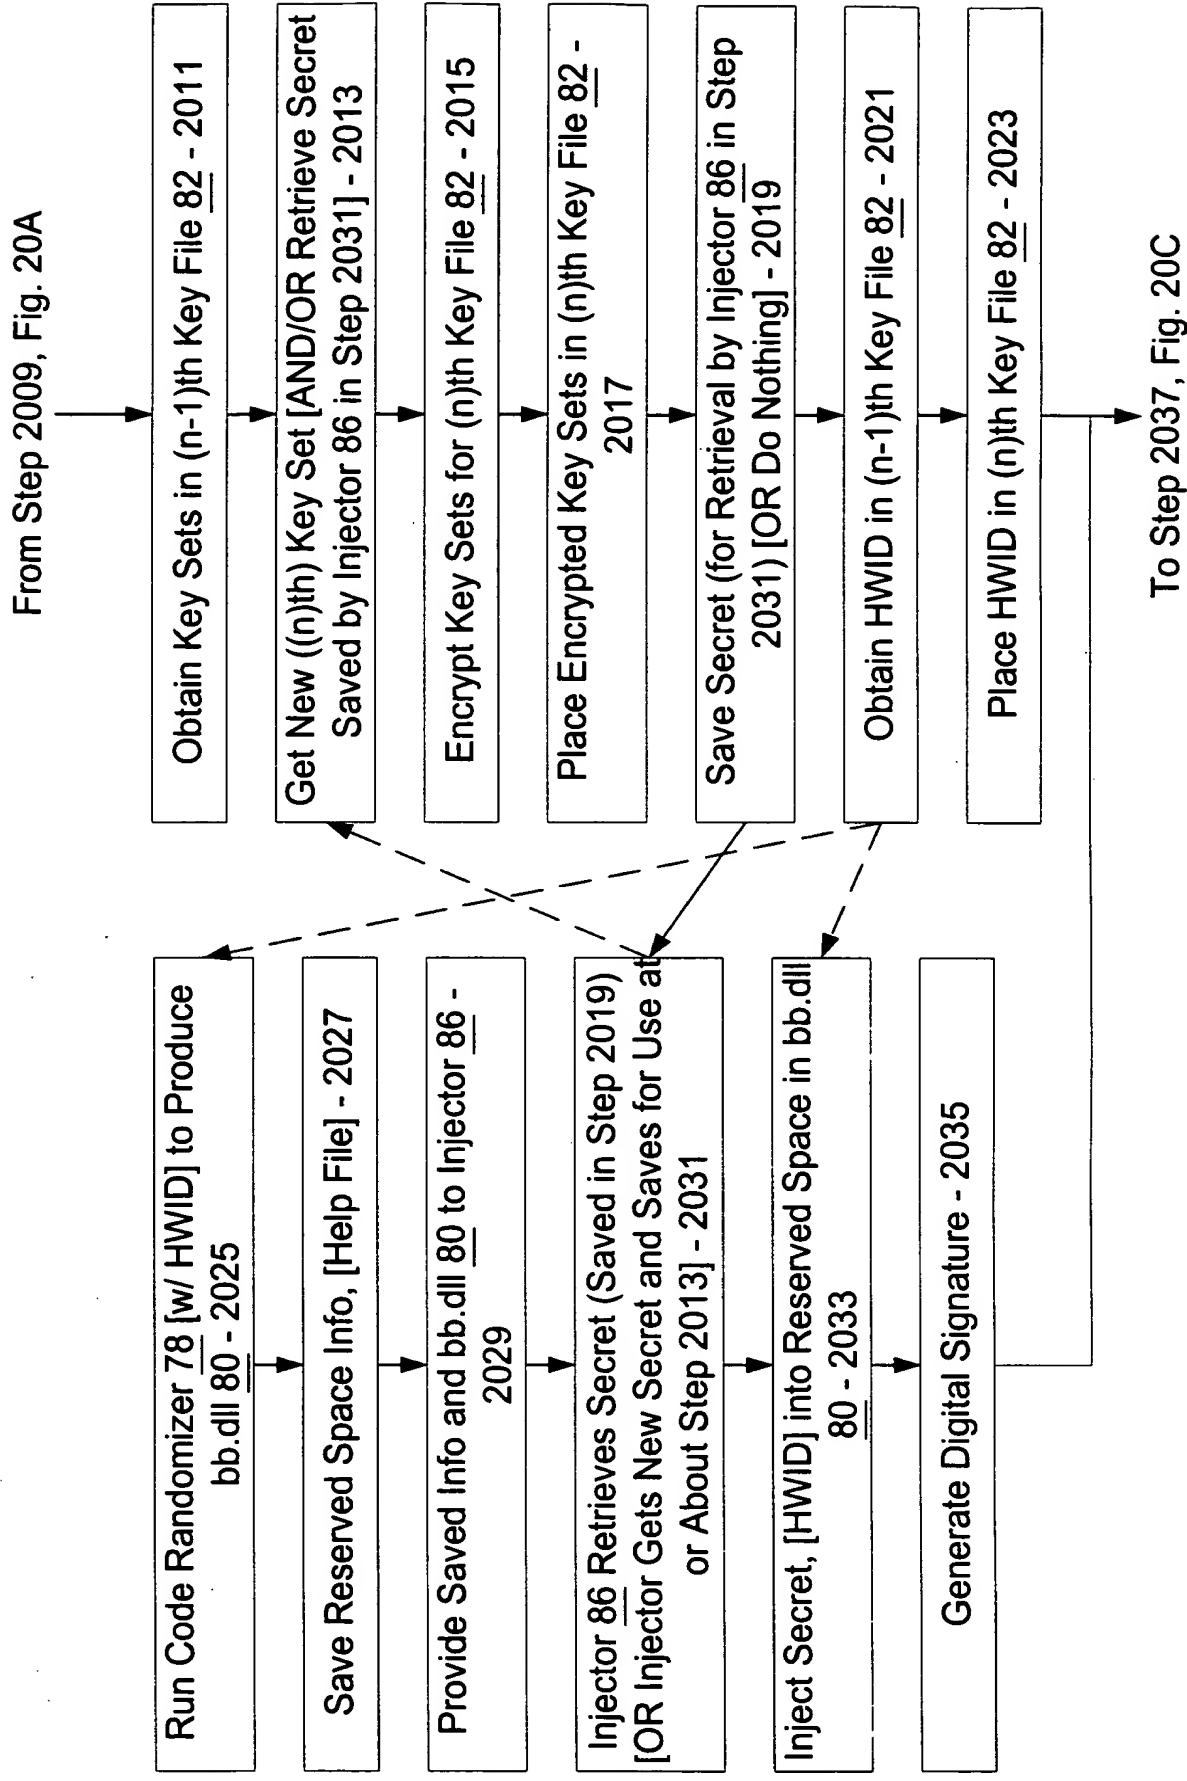 From Step 2009, Fig. 20A
Obtain Key Sets in (n-1)th Key File 82 - 2011
Get New ((n)th) Key Set [AND/OR Retrieve Secret
Saved by Injector 86 in Step 2031] - 2013
Encrypt Key Sets for (n)th Key File 82 - 2015
Place Encrypted Key Sets in (n)th Key File 82 -
2017
Save Secret (for Retrieval by Injector 86 in Step
2031) [OR Do Nothing] - 2019
Obtain HWID in (n-1)th Key File 82 - 2021
Place HWID in (n)th Key File 82 - 2023
Run Code Randomizer 78 [w/ HWID] to Produce
bb.dll 80 - 2025
Save Reserved Space Info, [Help File] - 2027
Provide Saved Info and bb.dll 80 to Injector 86 -
2029
Injector 86 Retrieves Secret (Saved in Step 2019)
[OR Injector Gets New Secret and Saves for Use at
or About Step 2013] - 2031
Inject Secret, [HWID] into Reserved Space in bb.dll
80 - 2033
Generate Digital Signature - 2035
To Step 2037, Fig. 20C